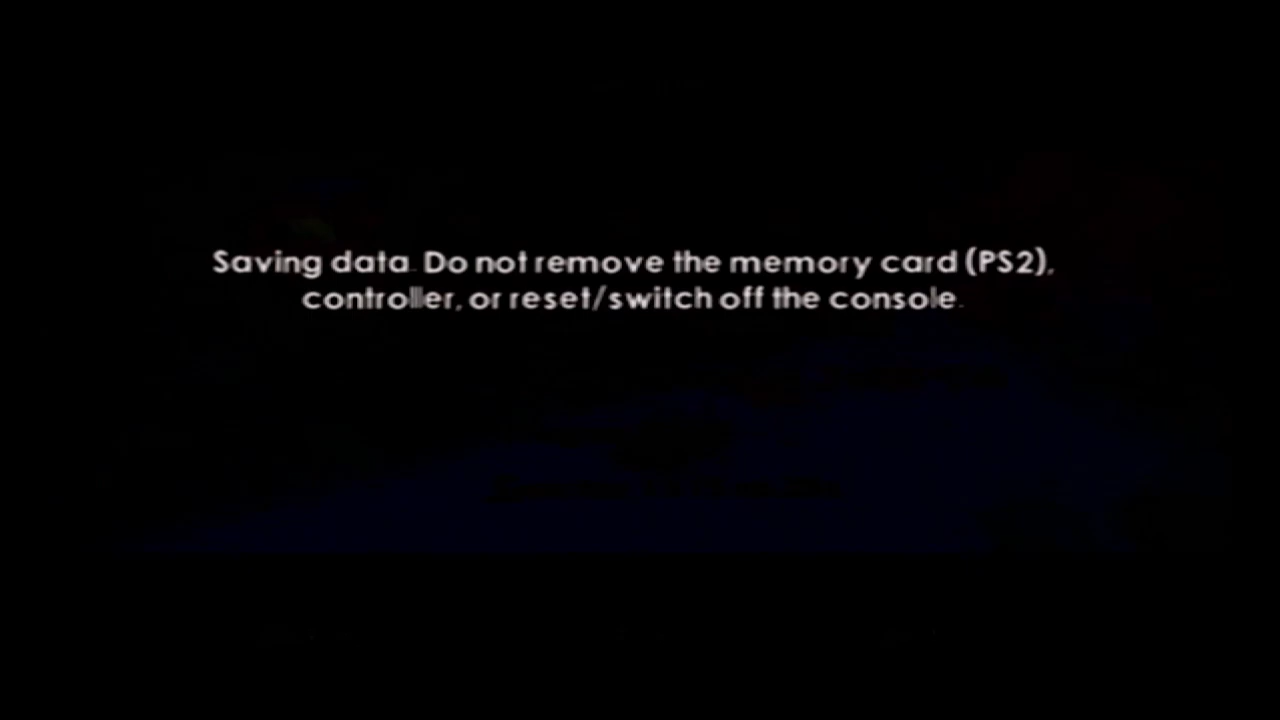 Saving data. Do not remove the memory card (PS2),
controller, or reset/switch off the console.